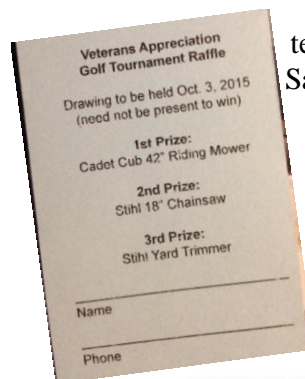 Veterans Appreciation
Golf Tournament Raffle
Drawing to be held Oct. 3, 2015
(need not be present to win)
1st Prize:
Cadet Cub 42" Riding Mower
2nd Prize:
Stihl 18" Chainsaw
3rd Prize:
Stihl Yard Trimmer
Name
Phone